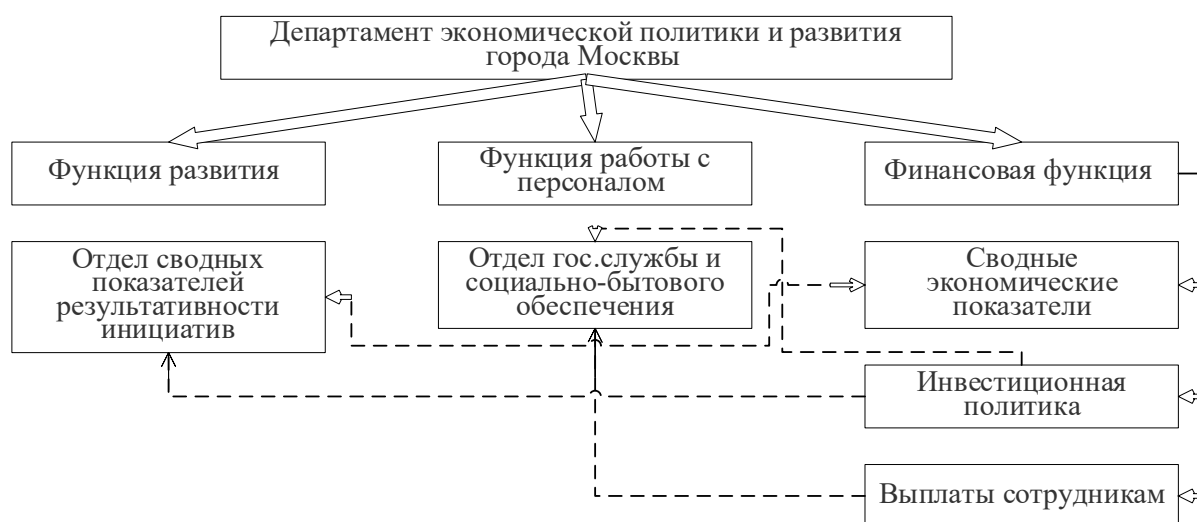 Департамент экономической политики и развития
города Москвы
Функция развития
Функция работы с
персоналом
Финансовая функция
Отдел сводных
показателей
результативности
инициатив
Отдел гос.службы и
социально-бытового
обеспечения
Сводные
экономические
показатели
Инвестиционная
политика
Выплаты сотрудникам